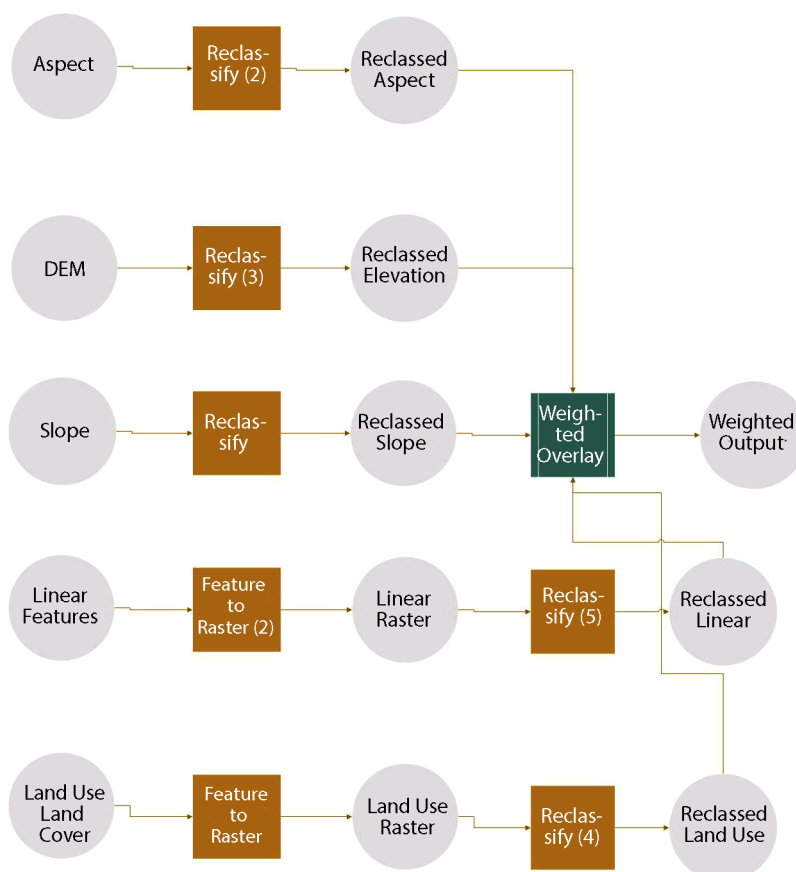 Aspect
Reclas-
sify (2)
Reclassed
Aspect
DEM
Reclas-
sify (3)
Reclassed
Elevation
Slope
Reclas-
sify
Reclassed
Slope
Weigh-
ted
Overlay
Weighted
Output
Linear
Features
Feature
to
Raster (2)
Linear
Raster
Reclas-
sify (5)
Reclassed
Linear
Land Use
Land
Cover
Feature
to
Raster
Land Use
Raster
Reclas-
sify (4)
Reclassed
Land Use